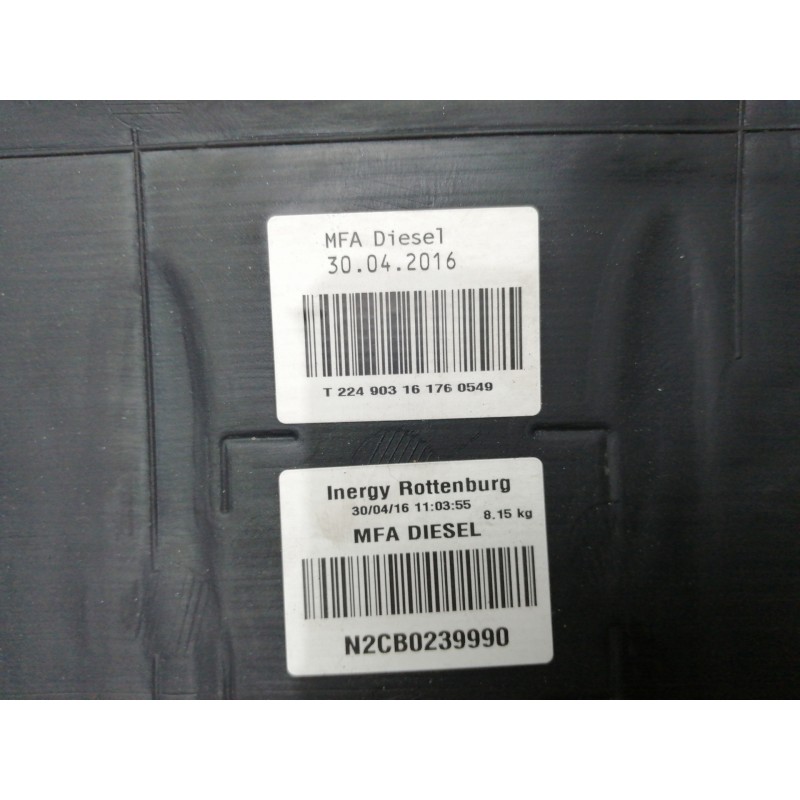 MFA Diesel
30.04.2016
T 224 903 16 176 0549
Inergy Rottenburg
30/04/16 11:03:55 8.15 kg
MFA DIESEL
N2CB0239990